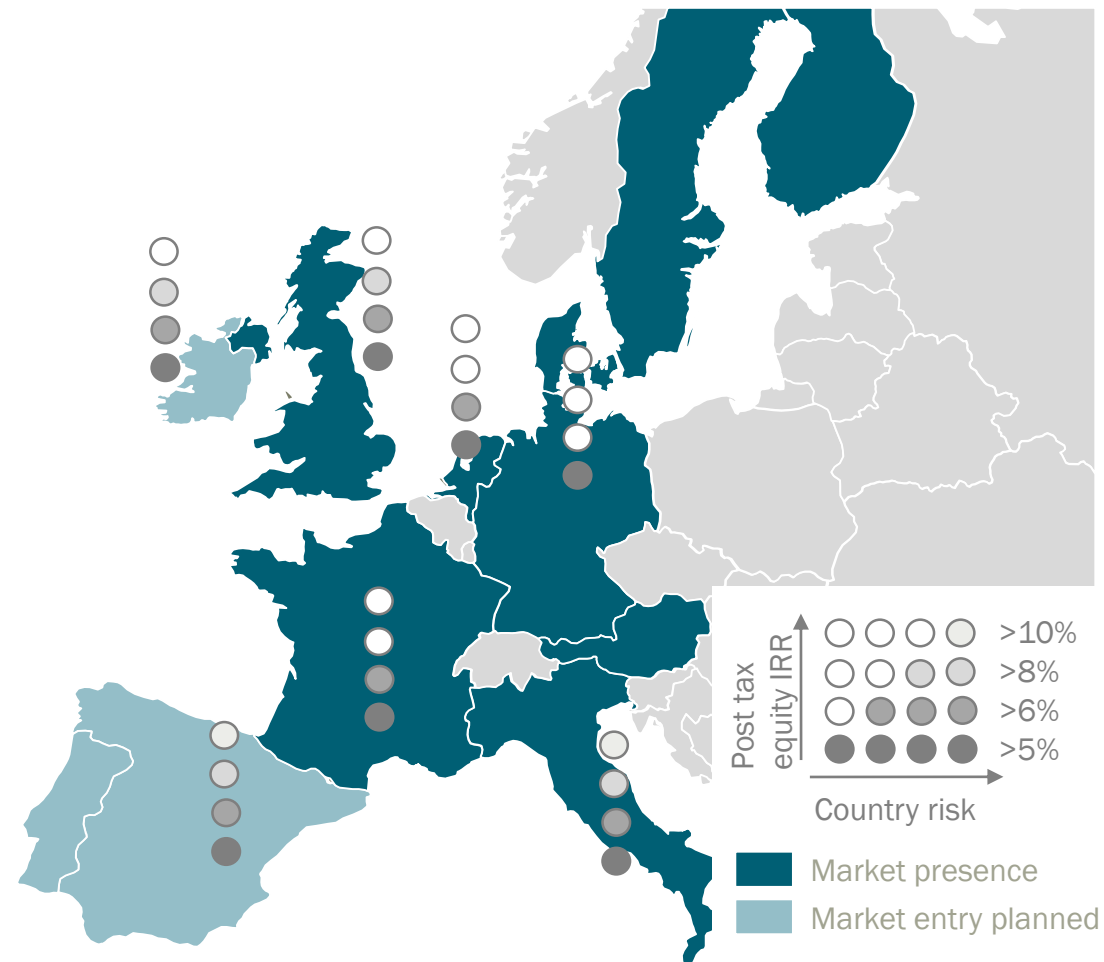 Post tax
equity IRR
>10%
>8%
>6%
>5%
Country risk
Market presence
Market entry planned